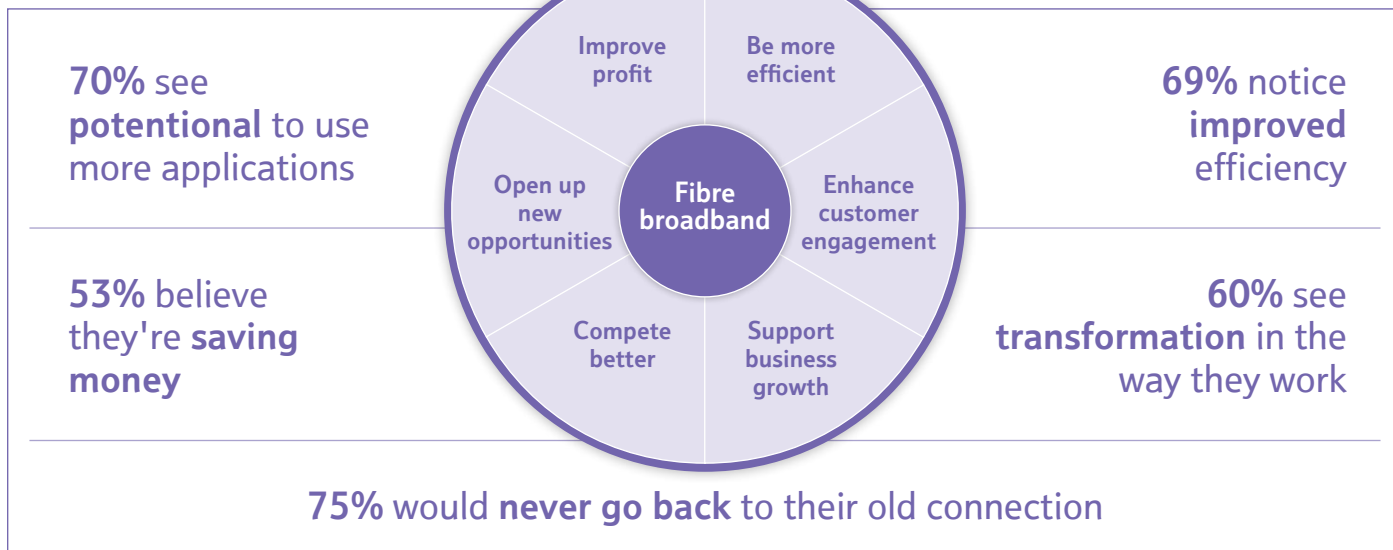 70% see
potentional to use
more applications
53% believe
they're saving
money
Improve
profit
Be more
efficient
Open up
new
opportunities
Fibre
broadband
Enhance
customer
engagement
Compete
better
Support
business
growth
69% notice
improved
efficiency
60% see
transformation in the
way they work
75% would never go back to their old connection